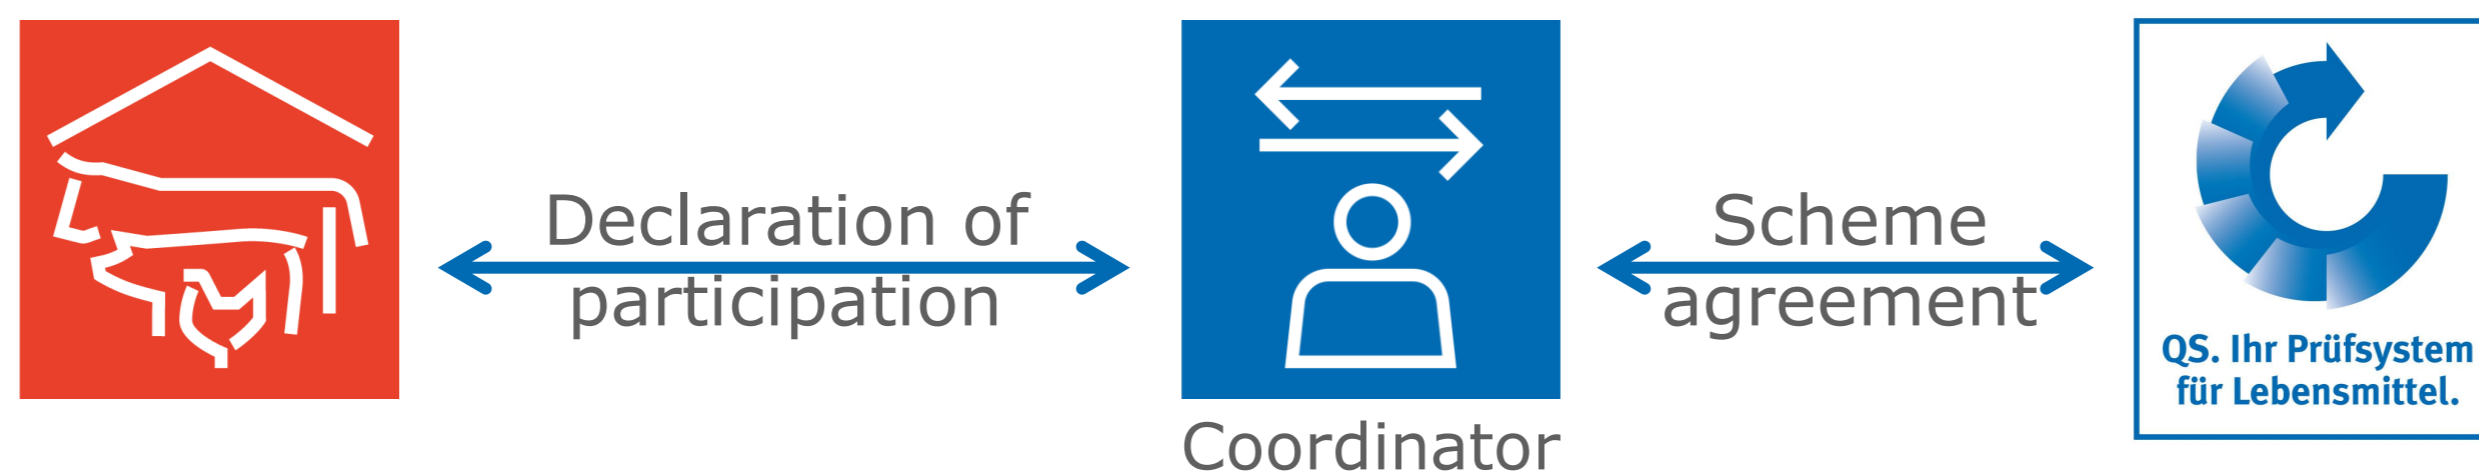 Declaration of
participation
Coordinator
Scheme
agreement
QS. Ihr Prüfsystem
für Lebensmittel.